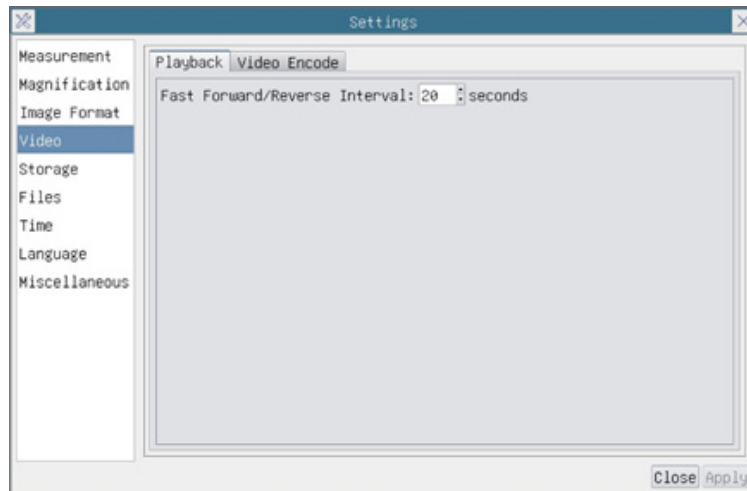 Settings
Measurement
Magnification
Image Format
Video
Storage
Files
Time
Language
Miscellaneous
Playback Video Encode
Fast Forward/Reverse Interval: 20 seconds
Close Apply